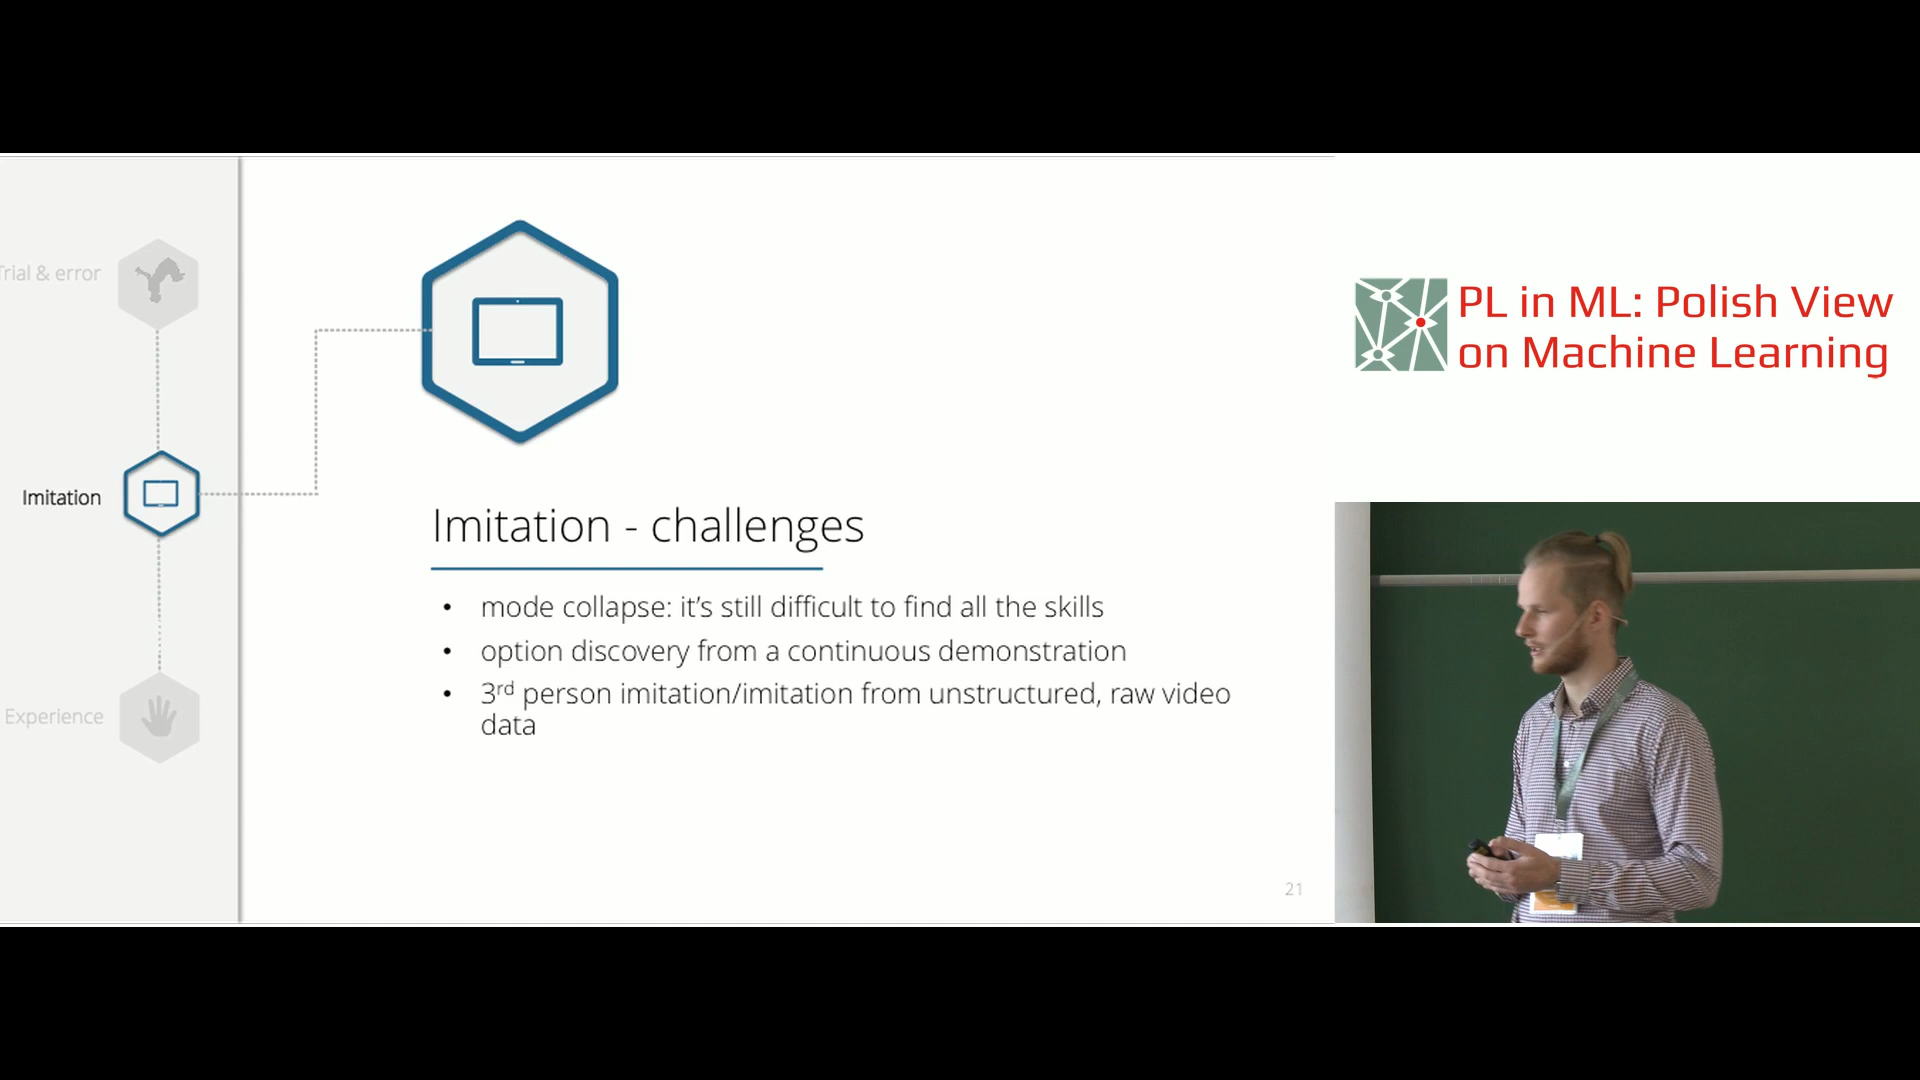 Trial & error
Imitation
Experience
Imitation - challenges
• mode collapse: it's still difficult to find all the skills
• option discovery from a continuous demonstration
• 3rd person imitation/imitation from unstructured, raw video
data
21
PL in ML: Polish View
on Machine Learning